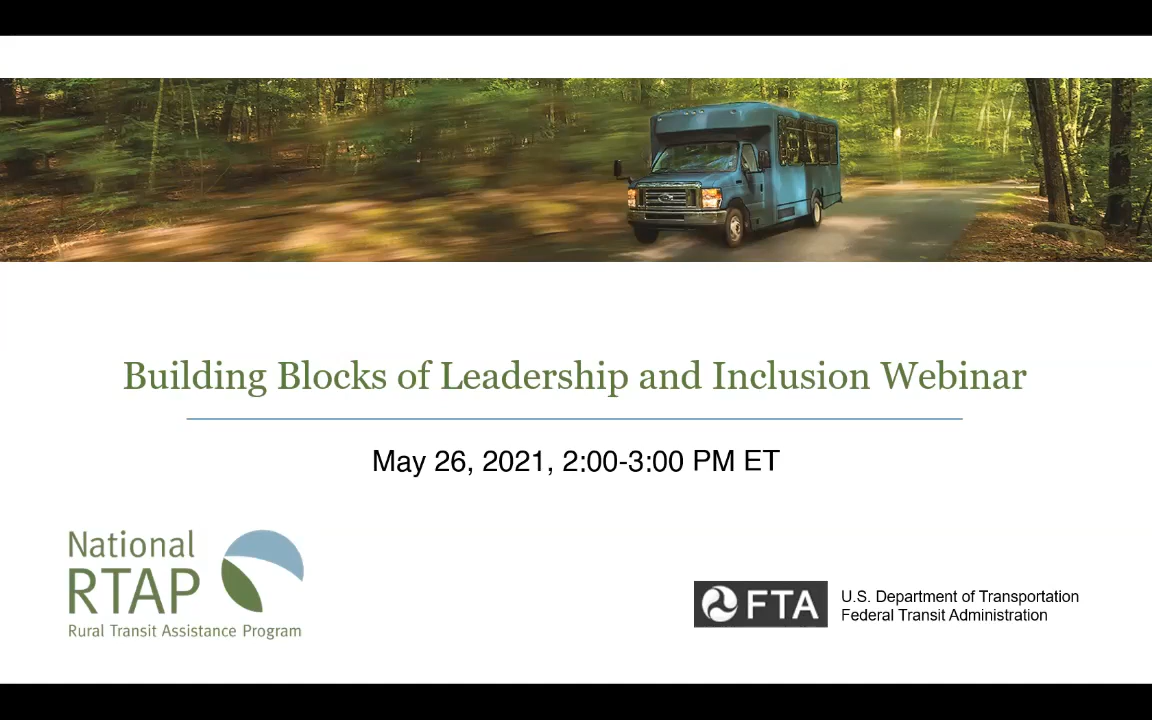 Building Blocks of Leadership and Inclusion Webinar
May 26, 2021, 2:00-3:00 PM ET
National
RTAP
Rural Transit Assistance Program
FTA
U.S. Department of Transportation
Federal Transit Administration